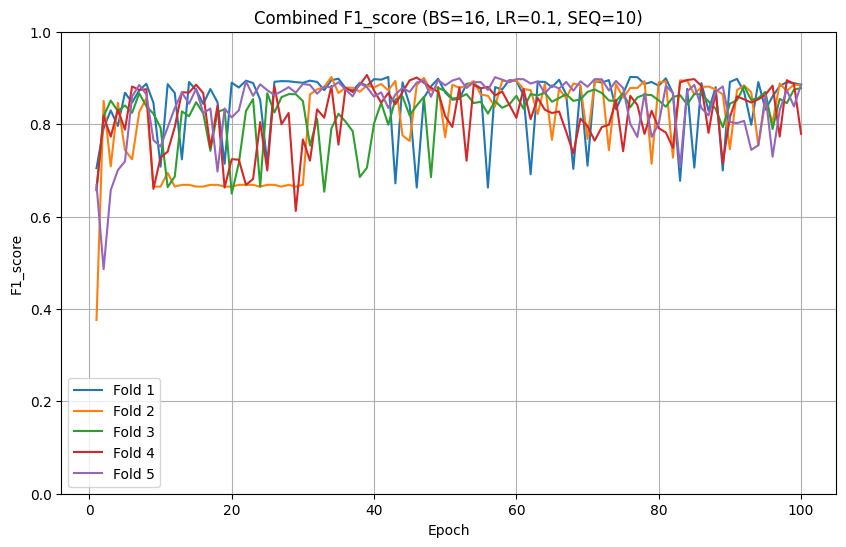 Combined F1_score (BS=16, LR=0.1, SEQ=10)
F1_score
1.0
0.8
0.6
0.4
0.2
0.0
Fold 1
Fold 2
Fold 3
Fold 4
Fold 5
0 20 40 60 80 100
Epoch